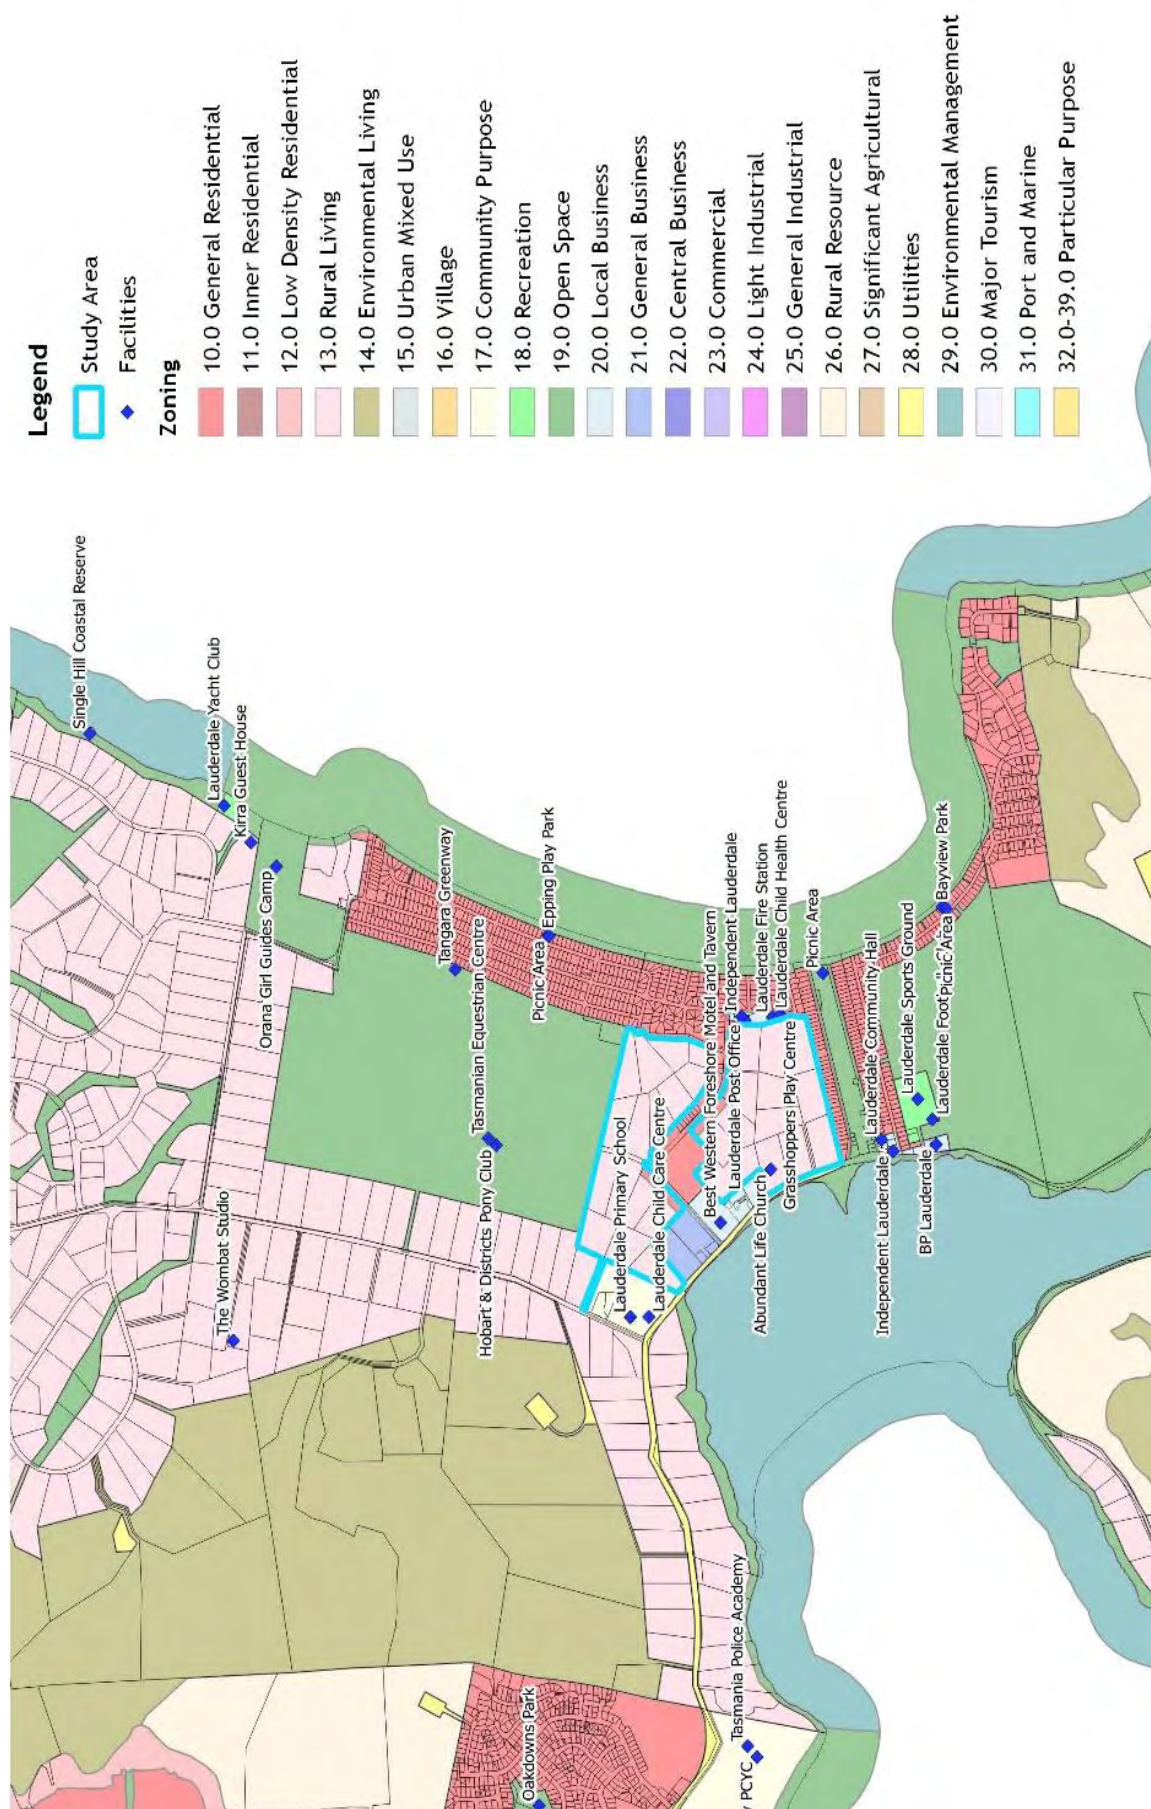 Legend
Study Area
Facilities
Zoning
10.0 General Residential
11.0 Inner Residential
12.0 Low Density Residential
13.0 Rural Living
14.0 Environmental Living
15.0 Urban Mixed Use
16.0 Village
17.0 Community Purpose
18.0 Recreation
19.0 Open Space
20.0 Local Business
21.0 General Business
22.0 Central Business
23.0 Commercial
24.0 Light Industrial
25.0 General Industrial
26.0 Rural Resource
27.0 Significant Agricultural
28.0 Utilities
29.0 Environmental Management
30.0 Major Tourism
31.0 Port and Marine
32.0-39.0 Particular Purpose
Single Hill Coastal Reserve
Lauderdale Yacht Club
Kirra Guest House
Orana Girl Guides Camp
The Wombat Studio
Tangara Greenway
Tasmanian Equestrian Centre
Hobart & Districts Pony Club
Epping Play Park
Picnic Area
Lauderdale Primary School
Lauderdale Child Care Centre
Best Western Foreshore Motel and Tavern
Independent Lauderdale
Lauderdale Post Office
Lauderdale Fire Station
Lauderdale Child Health Centre
Abundant Life Church
Grasshoppers Play Centre
Picnic Area
Lauderdale Community Hall
Independent Lauderdale
Lauderdale Sports Ground
BP Lauderdale
Lauderdale Foot
Picnic Area
Bayview Park
Oakdowns Park
Tasmania Police Academy
PCYC